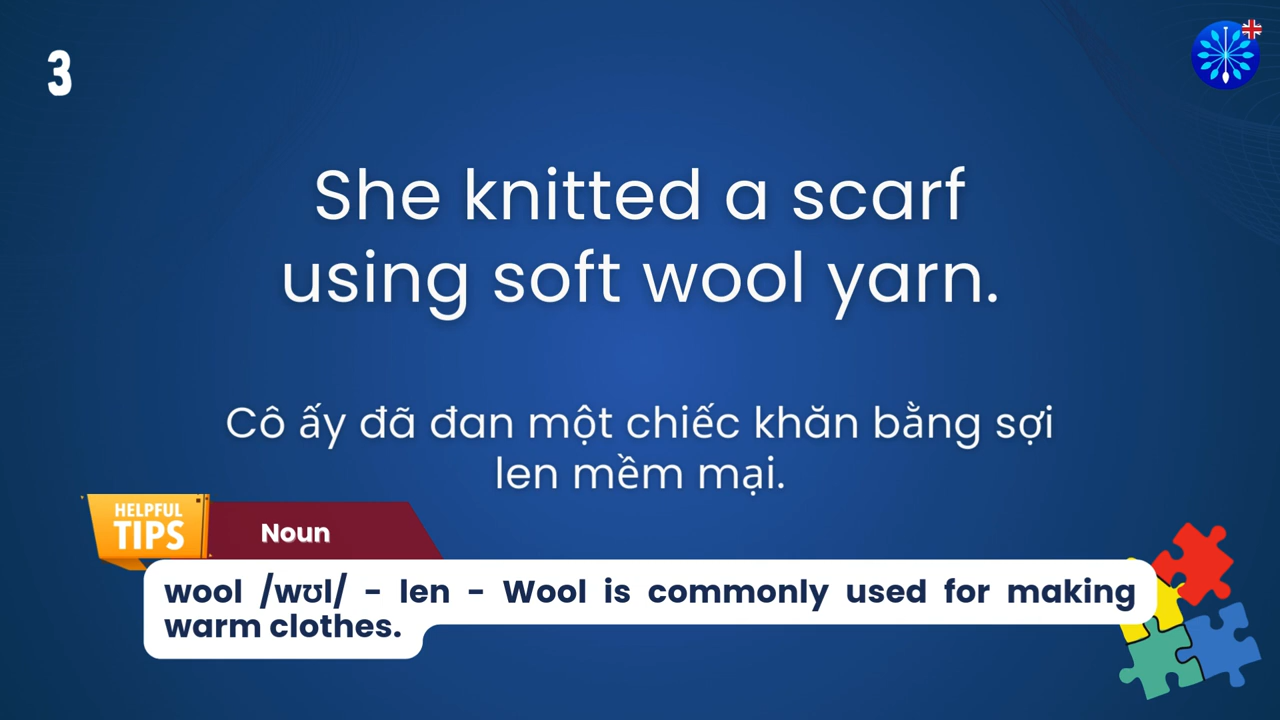 3
She knitted a scarf
using soft wool yarn.
Cô ấy đã đan một chiếc khăn bằng sợi
len mềm mại.
HELPFUL
TIPS
Noun
wool /wʊl/ - len - Wool is commonly used for making
warm clothes.